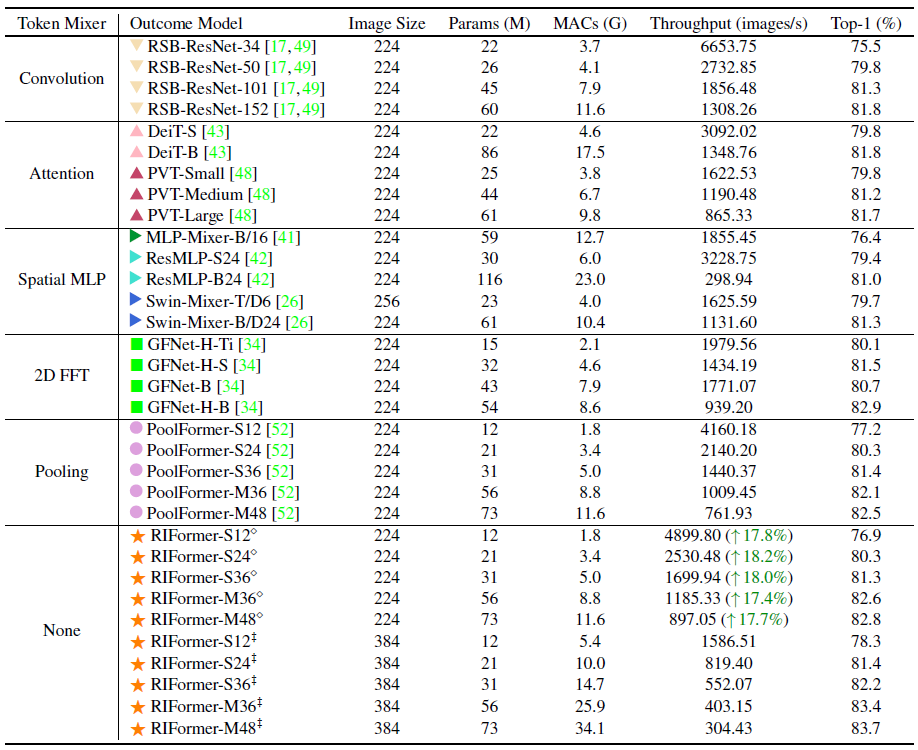 Token Mixer Outcome Model Image Size Params (M) MACs (G) Throughput (images/s) Top-1 (%)
Convolution
RSB-ResNet-34 [17,49] 224 22 3.7 6653.75 75.5
RSB-ResNet-50 [17,49] 224 26 4.1 2732.85 79.8
RSB-ResNet-101 [17,49] 224 45 7.9 1856.48 81.3
RSB-ResNet-152 [17,49] 224 60 11.6 1308.26 81.8
Attention
DeiT-S [43] 224 22 4.6 3092.02 79.8
DeiT-B [43] 224 86 17.5 1348.76 81.8
PVT-Small [48] 224 25 3.8 1622.53 79.8
PVT-Medium [48] 224 44 6.7 1190.48 81.2
PVT-Large [48] 224 61 9.8 865.33 81.7
Spatial MLP
MLP-Mixer-B/16 [41] 224 59 12.7 1855.45 76.4
ResMLP-S24 [42] 224 30 6.0 3228.75 79.4
ResMLP-B24 [42] 224 116 23.0 298.94 81.0
Swin-Mixer-T/D6 [26] 256 23 4.0 1625.59 79.7
Swin-Mixer-B/D24 [26] 224 61 10.4 1131.60 81.3
2D FFT
GFNet-H-Ti [34] 224 15 2.1 1979.56 80.1
GFNet-H-S [34] 224 32 4.6 1434.19 81.5
GFNet-B [34] 224 43 7.9 1771.07 80.7
GFNet-H-B [34] 224 54 8.6 939.20 82.9
Pooling
PoolFormer-S12 [52] 224 12 1.8 4160.18 77.2
PoolFormer-S24 [52] 224 21 3.4 2140.20 80.3
PoolFormer-S36 [52] 224 31 5.0 1440.37 81.4
PoolFormer-M36 [52] 224 56 8.8 1009.45 82.1
PoolFormer-M48 [52] 224 73 11.6 761.93 82.5
None
RIFormer-S12◇ 224 12 1.8 4899.80 (↑17.8%) 76.9
RIFormer-S24◇ 224 21 3.4 2530.48 (↑18.2%) 80.3
RIFormer-S36◇ 224 31 5.0 1699.94 (↑18.0%) 81.3
RIFormer-M36◇ 224 56 8.8 1185.33 (↑17.4%) 82.6
RIFormer-M48◇ 224 73 11.6 897.05 (↑17.7%) 82.8
RIFormer-S12‡ 384 12 5.4 1586.51 78.3
RIFormer-S24‡ 384 21 10.0 819.40 81.4
RIFormer-S36‡ 384 31 14.7 552.07 82.2
RIFormer-M36‡ 384 56 25.9 403.15 83.4
RIFormer-M48‡ 384 73 34.1 304.43 83.7